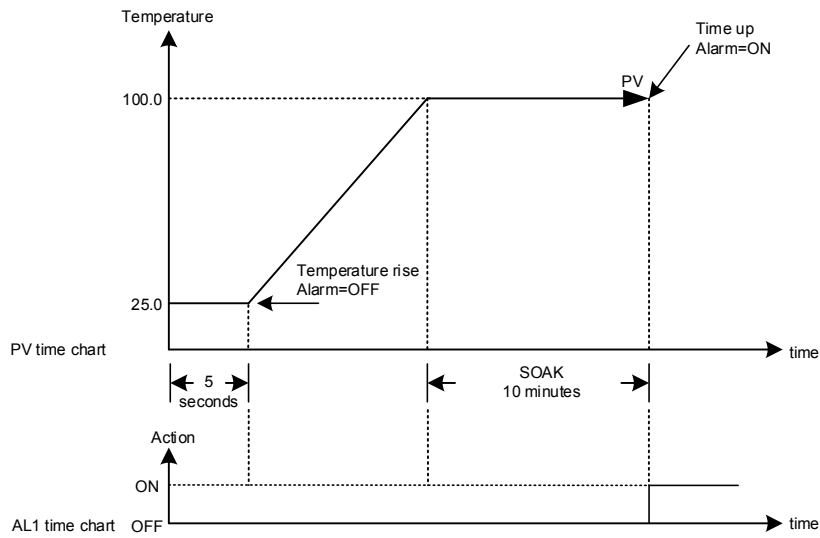 Temperature
Time up
Alarm=ON
PV
100.0
Temperature rise
Alarm=OFF
25.0
PV time chart
time
5
seconds
SOAK
10 minutes
Action
ON
AL1 time chart
OFF
time